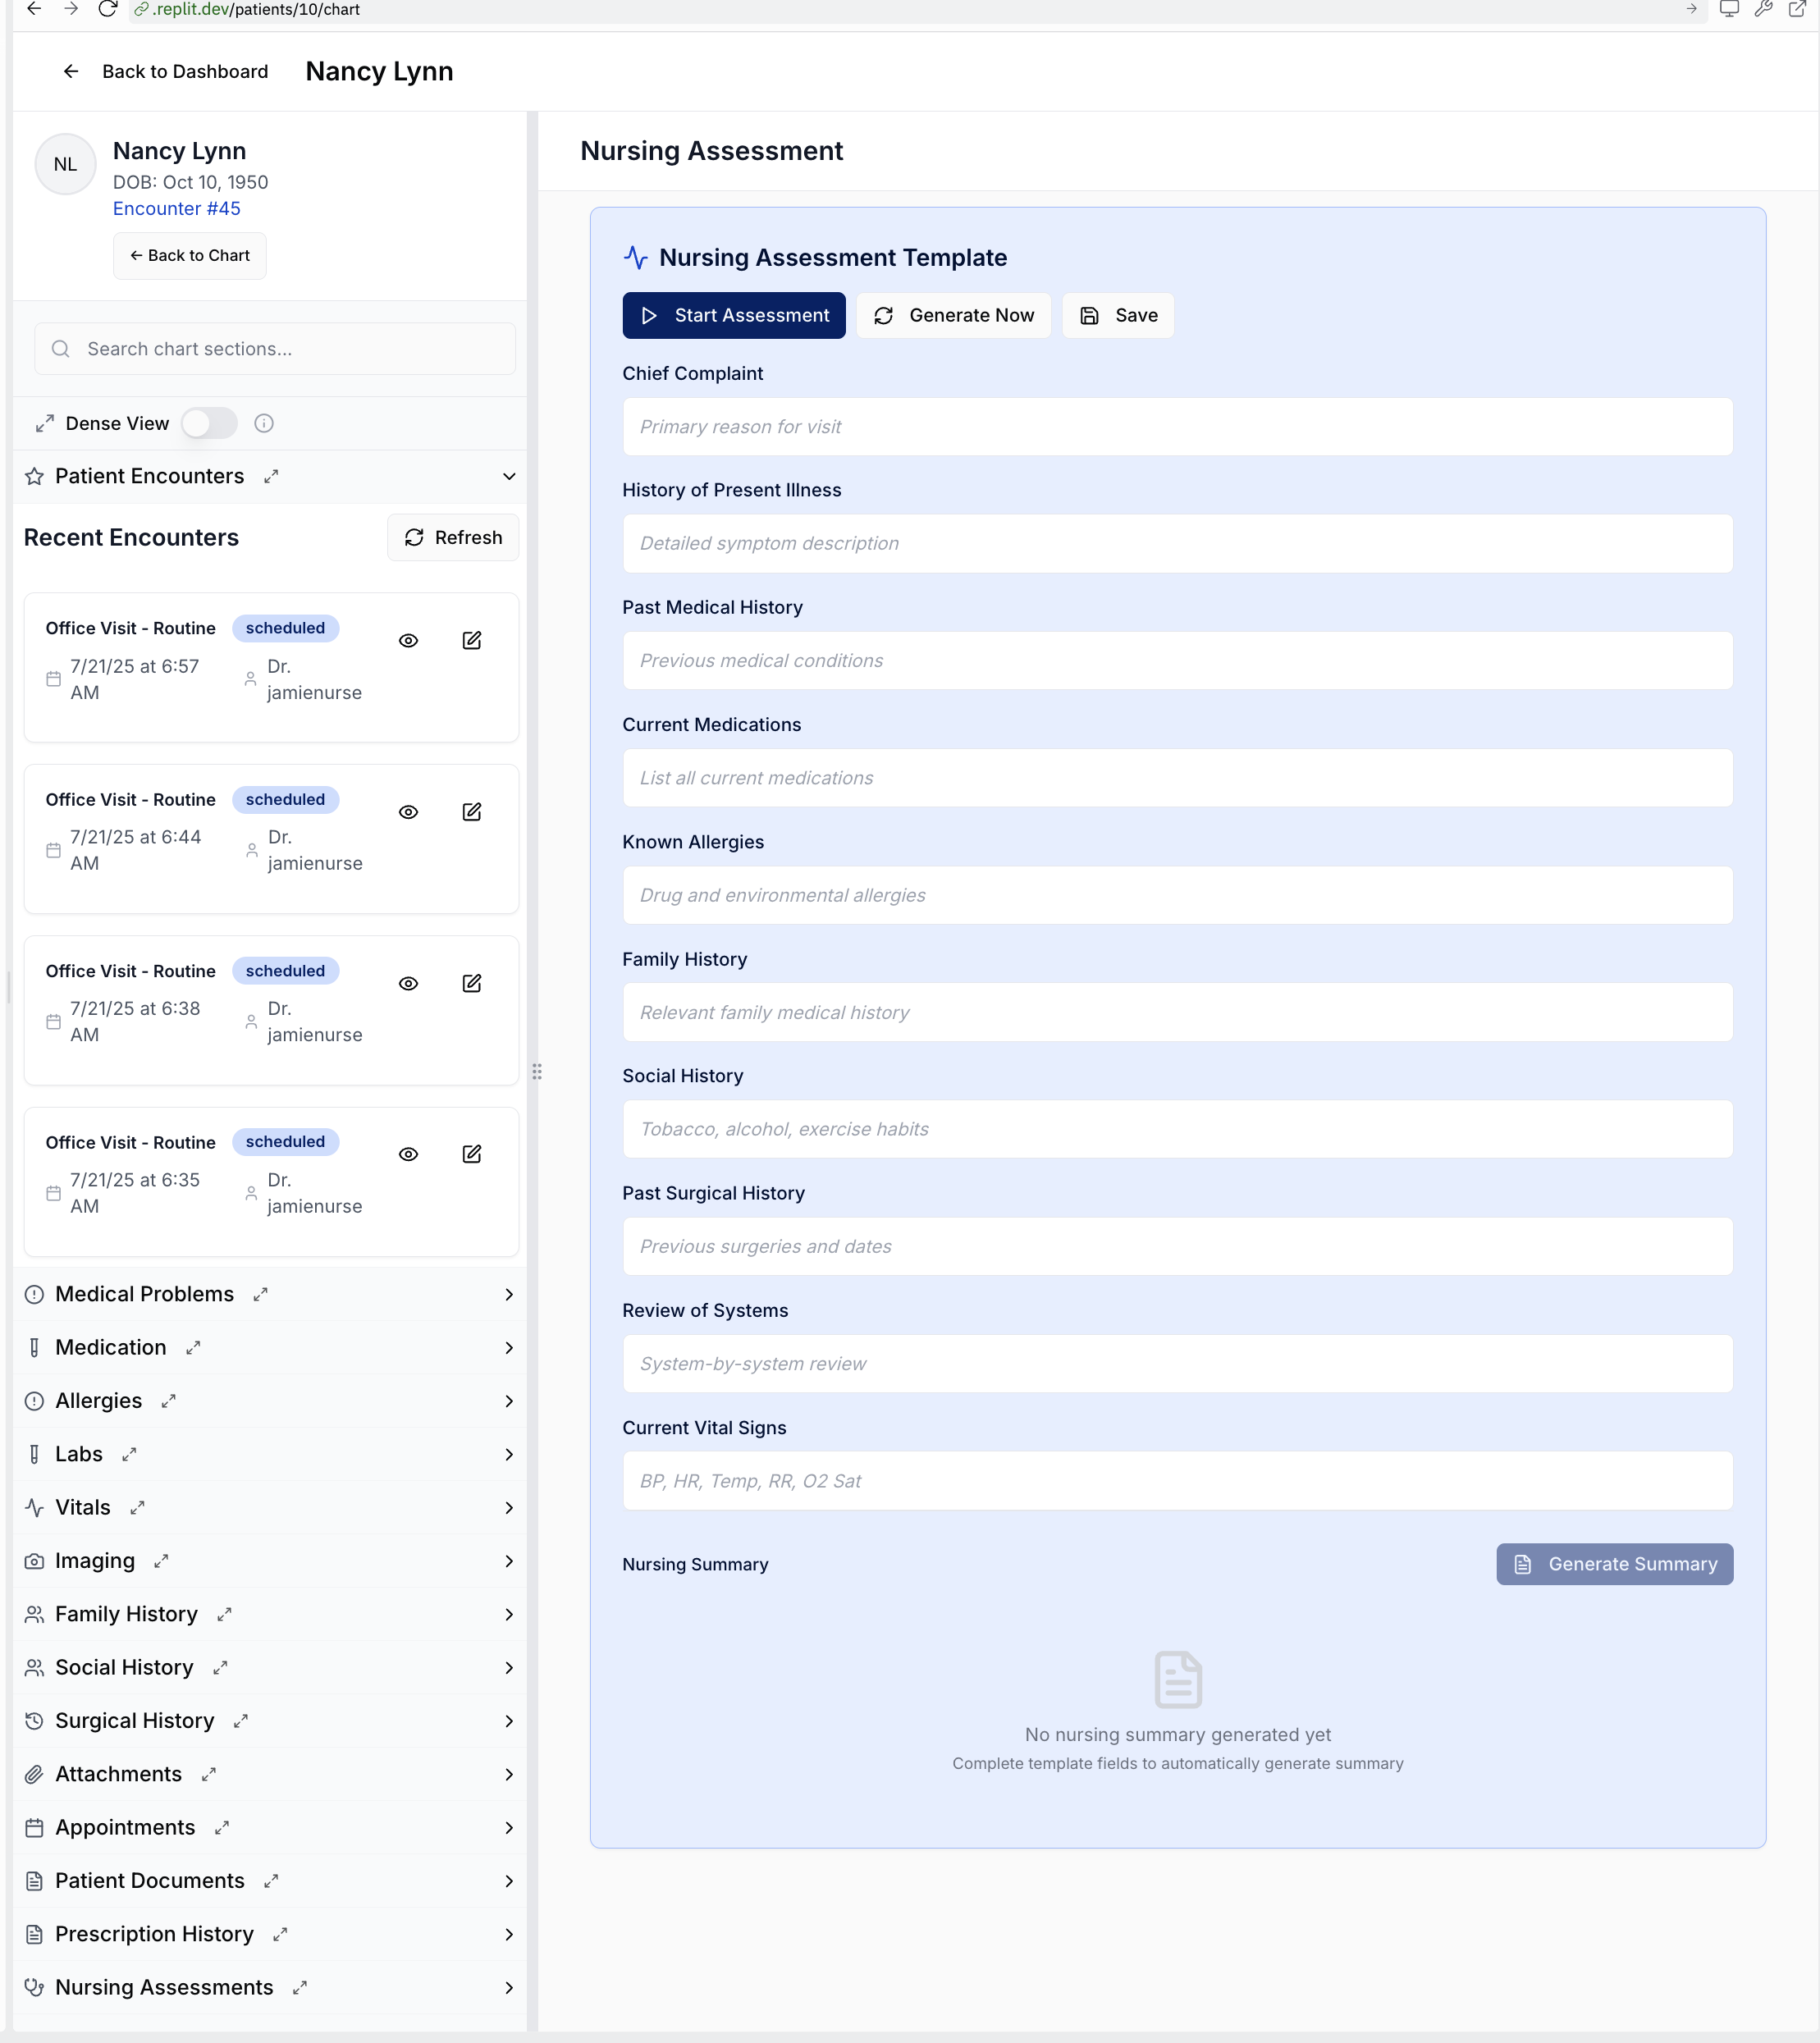 .replit.dev/patients/10/chart
Back to Dashboard
Nancy Lynn
NL
Nancy Lynn
DOB: Oct 10, 1950
Encounter #45
← Back to Chart
Search chart sections...
Dense View
Patient Encounters
Recent Encounters
Refresh
Office Visit - Routine
scheduled
7/21/25 at 6:57
AM
Dr.
jamienurse
Office Visit - Routine
scheduled
7/21/25 at 6:44
AM
Dr.
jamienurse
Office Visit - Routine
scheduled
7/21/25 at 6:38
AM
Dr.
jamienurse
Office Visit - Routine
scheduled
7/21/25 at 6:35
AM
Dr.
jamienurse
Medical Problems
Medication
Allergies
Labs
Vitals
Imaging
Family History
Social History
Surgical History
Attachments
Appointments
Patient Documents
Prescription History
Nursing Assessments
Nursing Assessment
Nursing Assessment Template
Start Assessment
Generate Now
Save
Chief Complaint
Primary reason for visit
History of Present Illness
Detailed symptom description
Past Medical History
Previous medical conditions
Current Medications
List all current medications
Known Allergies
Drug and environmental allergies
Family History
Relevant family medical history
Social History
Tobacco, alcohol, exercise habits
Past Surgical History
Previous surgeries and dates
Review of Systems
System-by-system review
Current Vital Signs
BP, HR, Temp, RR, O2 Sat
Nursing Summary
Generate Summary
No nursing summary generated yet
Complete template fields to automatically generate summary